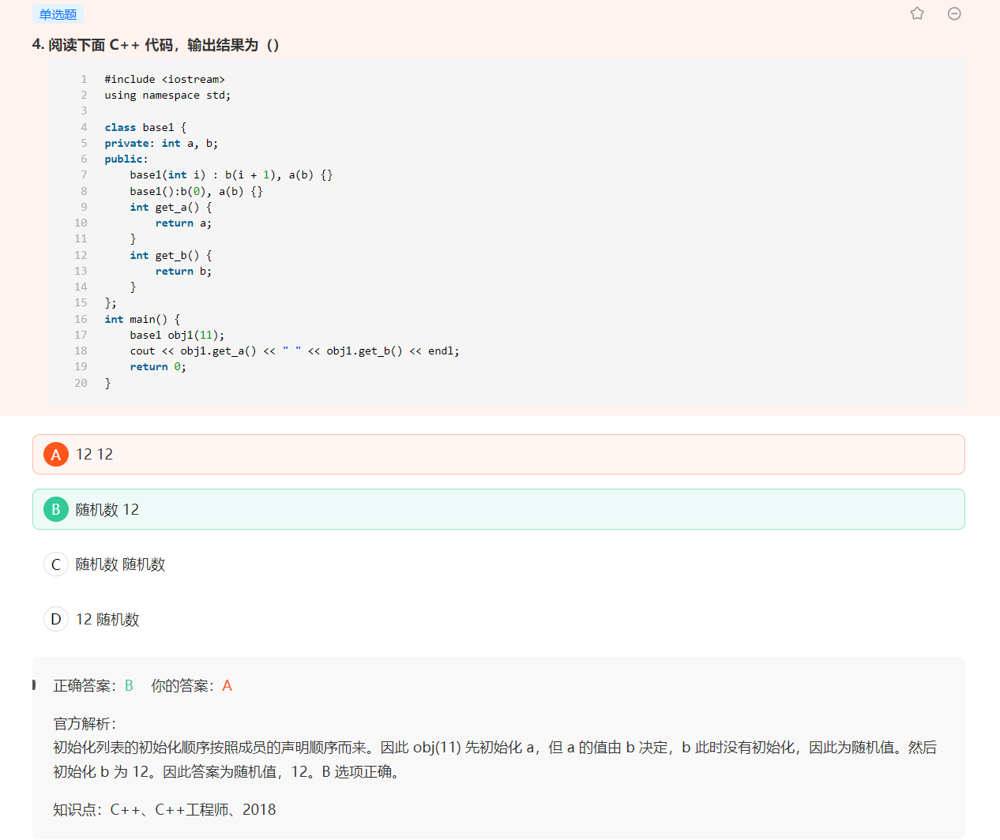 单选题
4. 阅读下面 C++ 代码，输出结果为（）
1 #include <iostream>
2 using namespace std;
3
4 class base1 {
5 private: int a, b;
6 public:
7     base1(int i) : b(i + 1), a(b) {}
8     base1():b(0), a(b) {}
9     int get_a() {
10         return a;
11     }
12     int get_b() {
13         return b;
14     }
15 };
16 int main() {
17     base1 obj1(11);
18     cout << obj1.get_a() << " " << obj1.get_b() << endl;
19     return 0;
20 }
A 12 12
B 随机数 12
C 随机数 随机数
D 12 随机数
正确答案：B 你的答案：A
官方解析：
初始化列表的初始化顺序按照成员的声明顺序而来。因此 obj(11) 先初始化 a，但 a 的值由 b 决定，b 此时没有初始化，因此为随机值。然后
初始化 b 为 12。因此答案为随机值，12。B 选项正确。
知识点：C++、C++工程师、2018